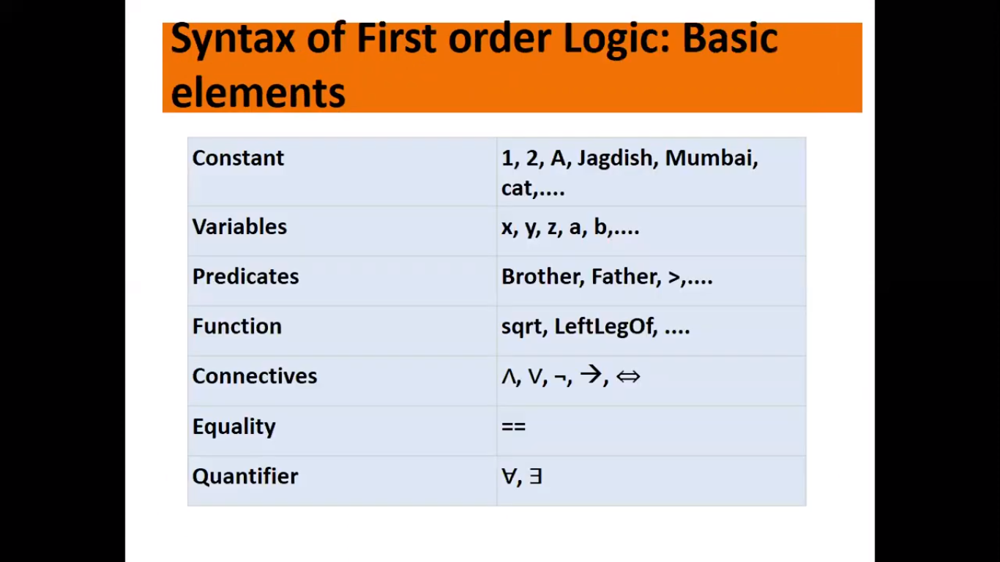 Syntax of First order Logic: Basic
elements
Constant
1, 2, A, Jagdish, Mumbai,
cat,....
Variables
x, y, z, a, b,....
Predicates
Brother, Father, >,....
Function
sqrt, LeftLegOf, ....
Connectives
∧, ∨, ¬, →, ⇔
Equality
==
Quantifier
∀, ∃